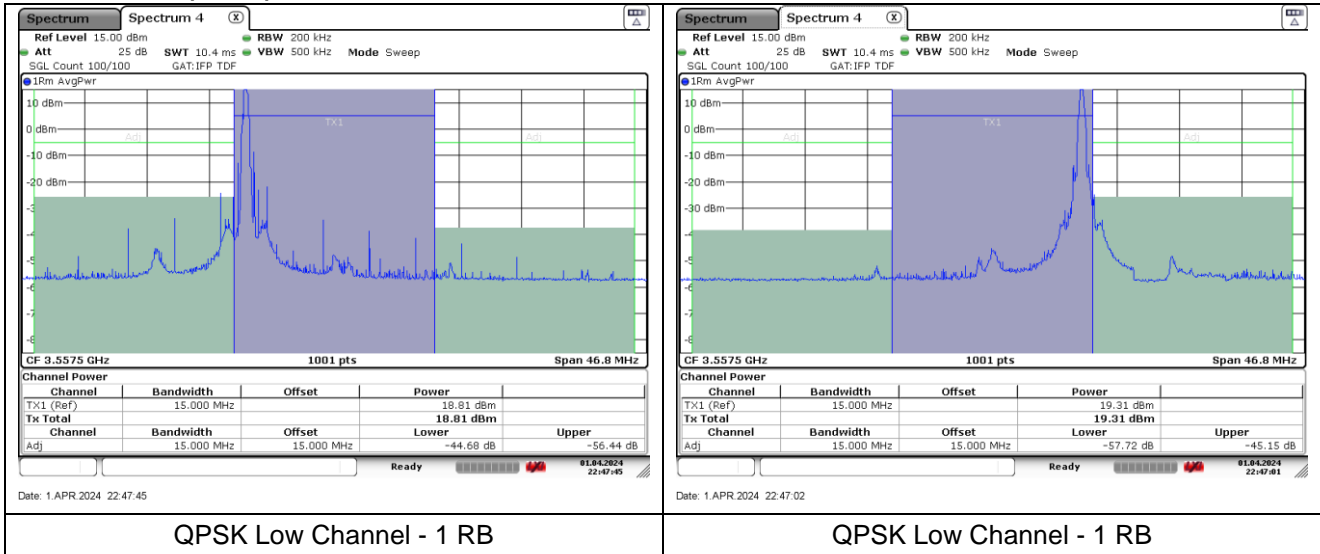 Spectrum Spectrum 4 X
Ref Level 15.00 dBm RBW 200 kHz
Att 25 dB SWT 10.4 ms VBW 500 kHz Mode Sweep
SGL Count 100/100 GAT:IFP TDF
1Rm AvgPwr
10 dBm
TX1
0 dBm
Adj Adj
-10 dBm
-20 dBm
CF 3.5575 GHz 1001 pts Span 46.8 MHz
Channel Power
Channel Bandwidth Offset Power
TX1 (Ref) 15.000 MHz 18.81 dBm
Tx Total 18.81 dBm
Channel Bandwidth Offset Lower Upper
Adj 15.000 MHz 15.000 MHz -44.68 dB -56.44 dB
Ready 01.04.2024
22:47:45
Date: 1.APR.2024 22:47:45
QPSK Low Channel - 1 RB
Spectrum Spectrum 4 X
Ref Level 15.00 dBm RBW 200 kHz
Att 25 dB SWT 10.4 ms VBW 500 kHz Mode Sweep
SGL Count 100/100 GAT:IFP TDF
1Rm AvgPwr
10 dBm
TX1
0 dBm
Adj Adj
-10 dBm
-20 dBm
-30 dBm
CF 3.5575 GHz 1001 pts Span 46.8 MHz
Channel Power
Channel Bandwidth Offset Power
TX1 (Ref) 15.000 MHz 19.31 dBm
Tx Total 19.31 dBm
Channel Bandwidth Offset Lower Upper
Adj 15.000 MHz 15.000 MHz -57.72 dB -45.15 dB
Ready 01.04.2024
22:47:01
Date: 1.APR.2024 22:47:02
QPSK Low Channel - 1 RB